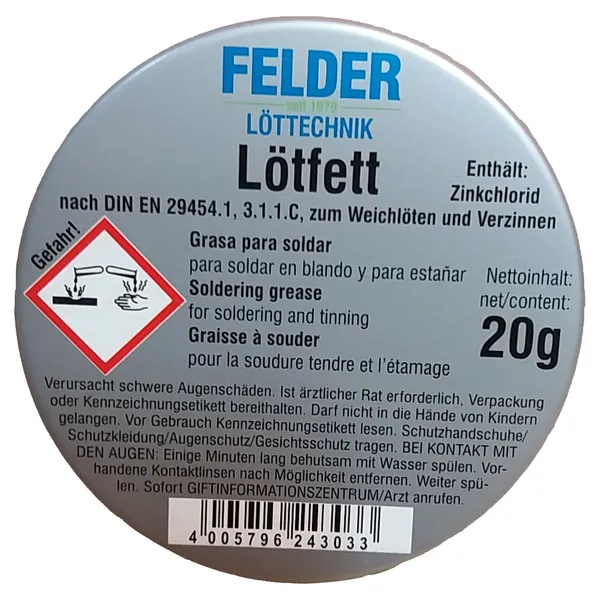 FELDER
seit 1979
LÖTTECHNIK
Lötfett
Enthält:
Zinkchlorid
nach DIN EN 29454.1, 3.1.1.C, zum Weichlöten und Verzinnen
Gefahr!
Grasa para soldar
para soldar en blando y para estañar
Soldering grease
for soldering and tinning
Graisse à souder
pour la soudure tendre et l'étamage
Nettoinhalt:
net/content:
20g
Verursacht schwere Augenschäden. Ist ärztlicher Rat erforderlich, Verpackung
oder Kennzeichnungsetikett bereithalten. Darf nicht in die Hände von Kindern
gelangen. Vor Gebrauch Kennzeichnungsetikett lesen. Schutzhandschuhe/
Schutzkleidung/Augenschutz/Gesichtsschutz tragen. BEI KONTAKT MIT
DEN AUGEN: Einige Minuten lang behutsam mit Wasser spülen. Vor-
handene Kontaktlinsen nach Möglichkeit entfernen. Weiter spü-
len. Sofort GIFTINFORMATIONSZENTRUM/Arzt anrufen.
4 005796 243033